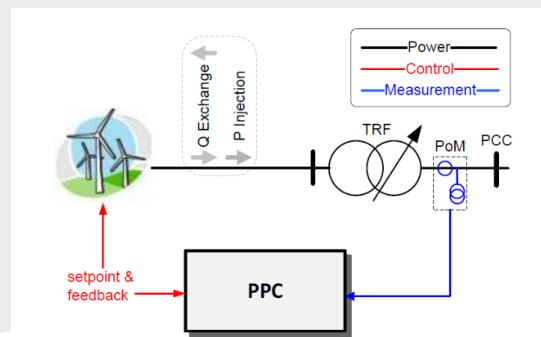 Power
Control
Measurement
Q Exchange
P Injection
TRF
PoM
PCC
setpoint &
feedback
PPC